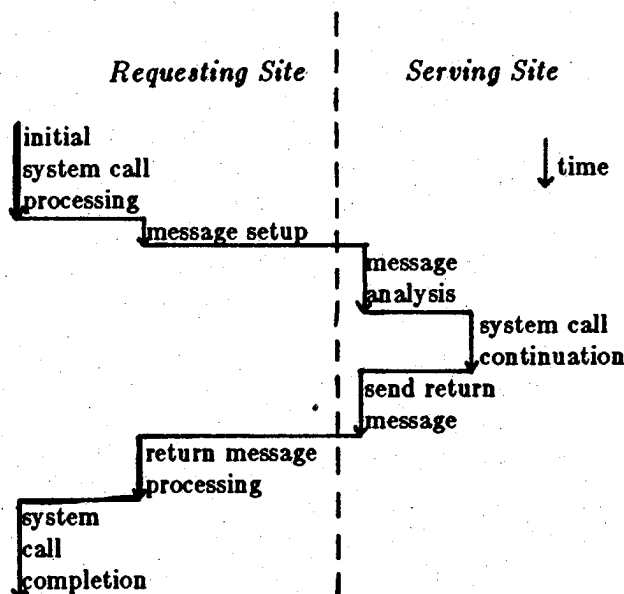 Requesting Site
Serving Site
initial
system call
processing
time
message setup
message
analysis
system call
continuation
send return
message
return message
processing
system
call
completion